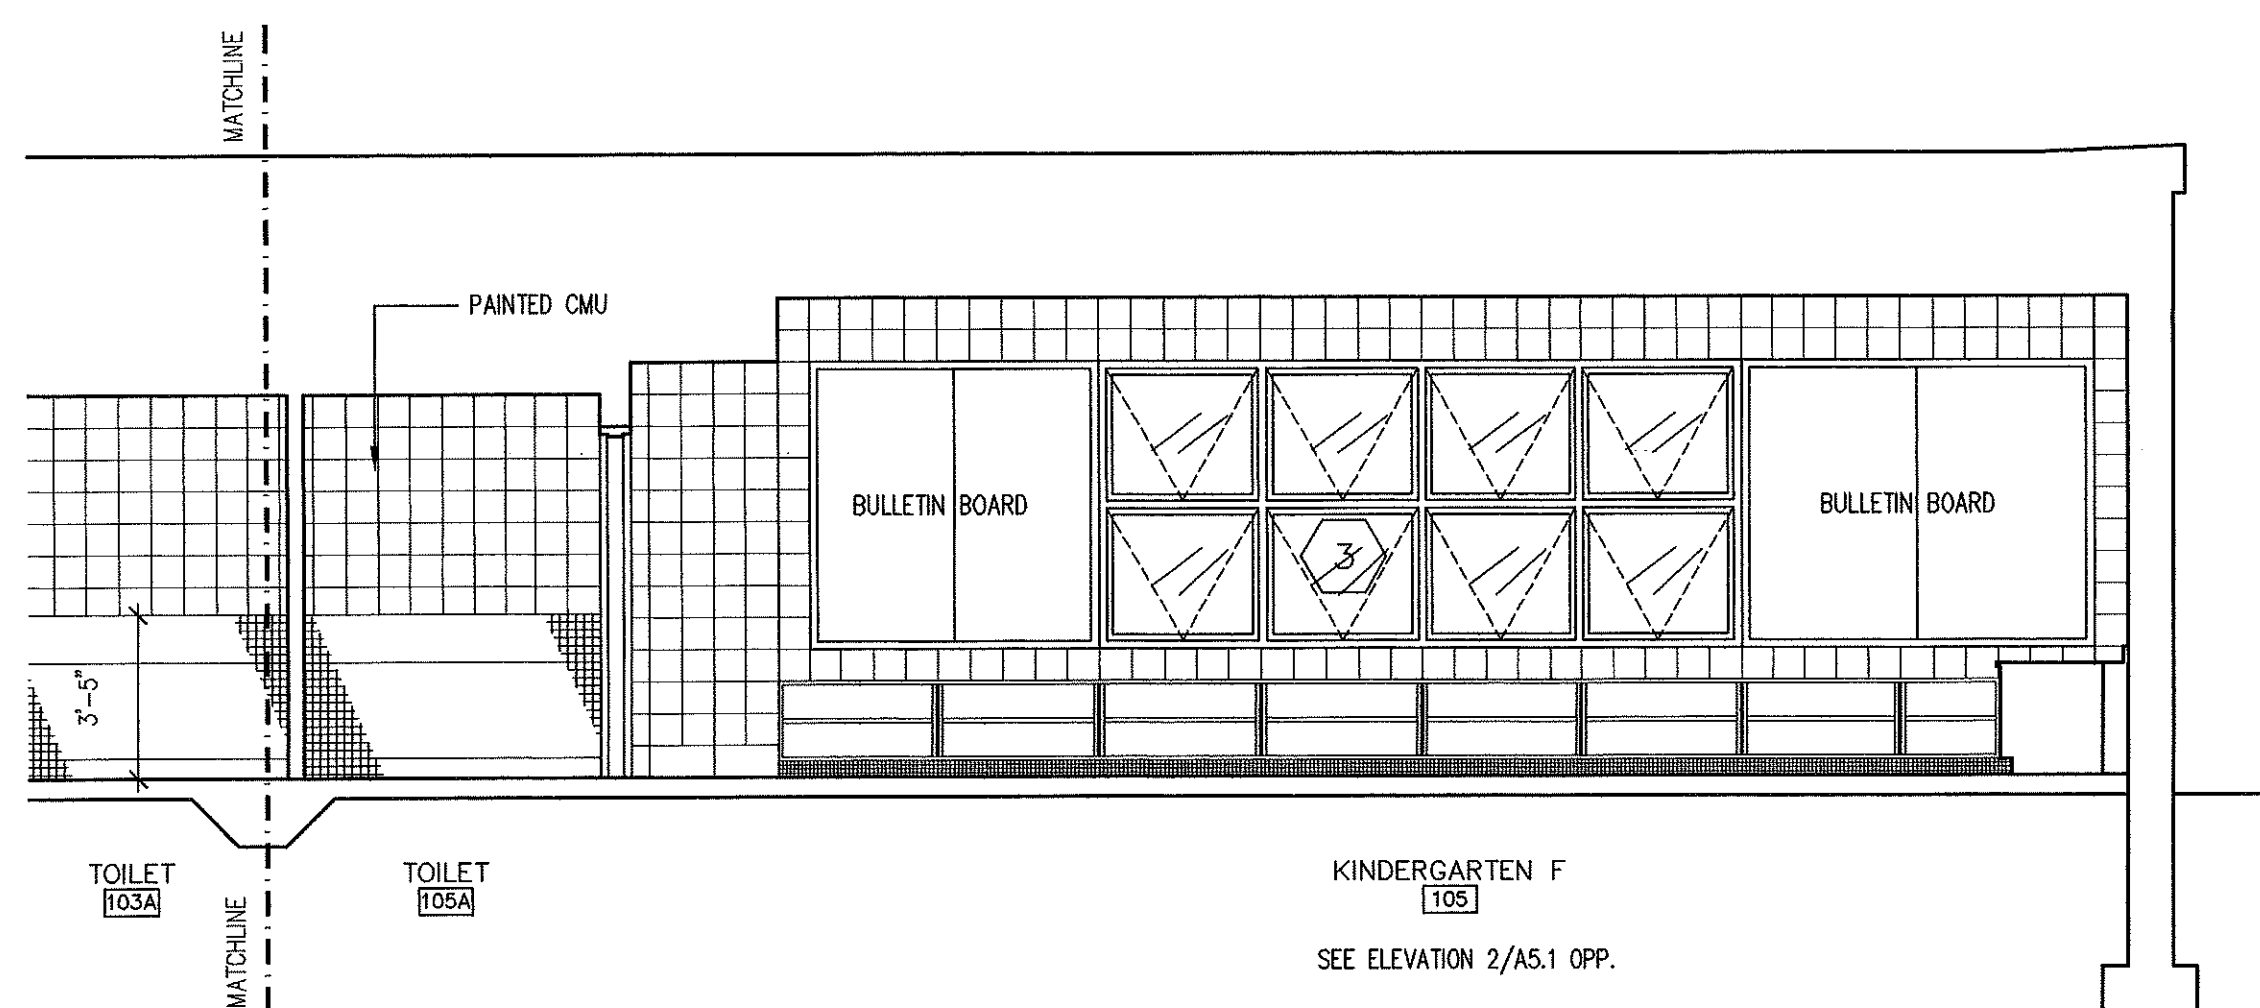 MATCHLINE
PAINTED CMU
BULLETIN BOARD
BULLETIN BOARD
3
3'-5"
TOILET
103A
TOILET
105A
KINDERGARTEN F
105
MATCHLINE
SEE ELEVATION 2/A5.1 OPP.